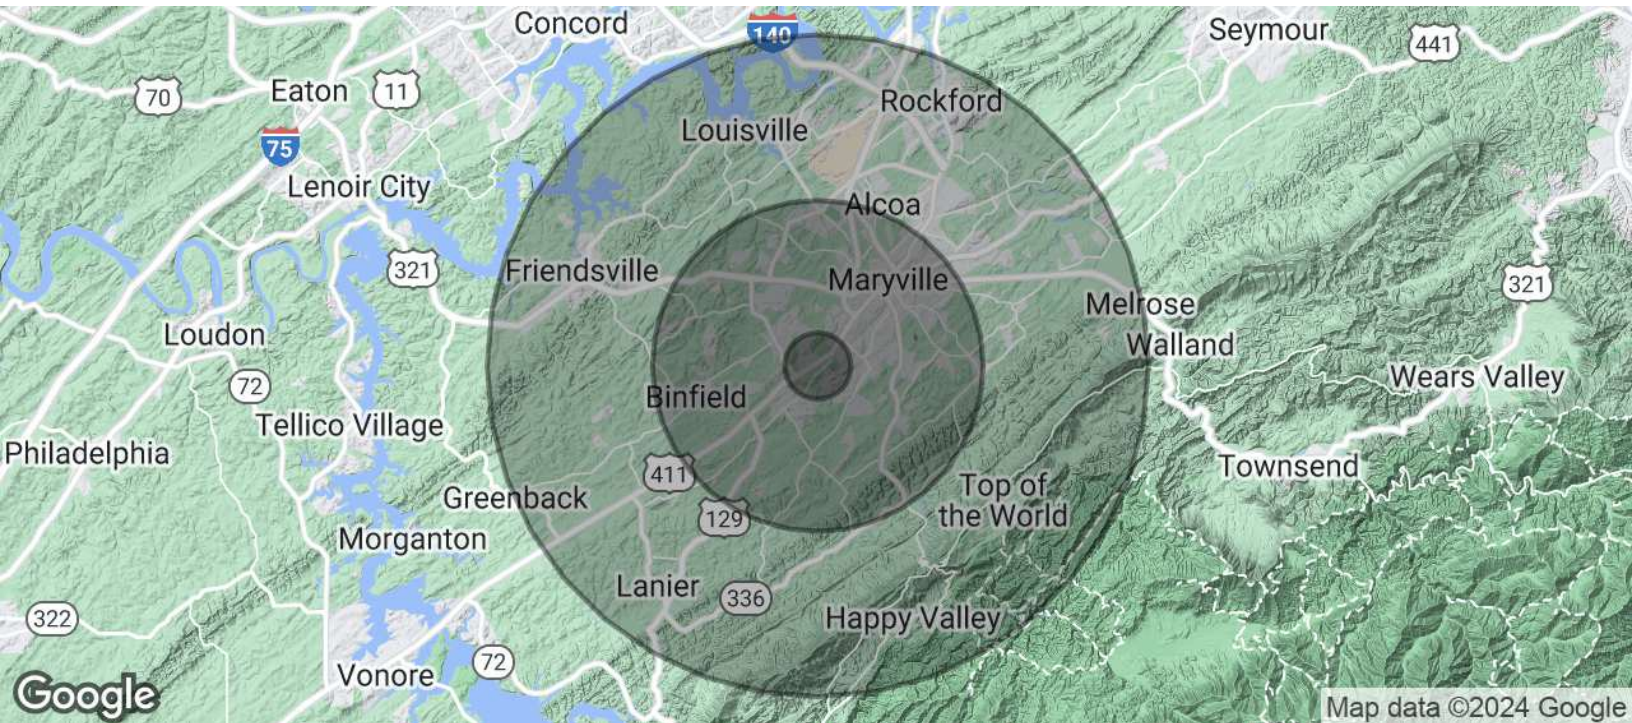 Concord
140
Seymour
441
70
Eaton
11
Rockford
Louisville
75
Lenoir City
Alcoa
321
Friendsville
Maryville
321
Melrose
Loudon
Walland
72
Binfield
Wears Valley
Tellico Village
Philadelphia
411
Townsend
Greenback
129
Top of
the World
Morganton
Lanier
336
322
Happy Valley
72
Vonore
Google
Map data ©2024 Google